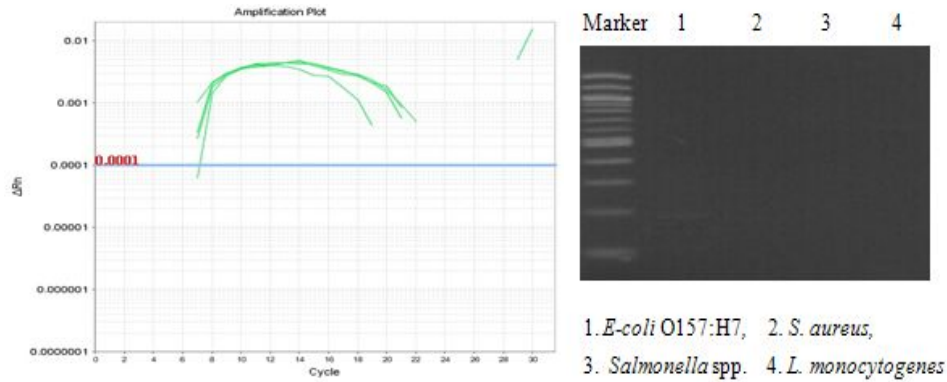 Amplification Plot
0.01
0.001
0.0001
0.0001
0.00001
0.000001
0.0000001
ΔRn
0 2 4 6 8 10 12 14 16 18 20 22 24 26 28 30
Cycle
Marker 1 2 3 4
1. E-coli O157:H7, 2. S. aureus,
3. Salmonella spp. 4. L. monocytogenes